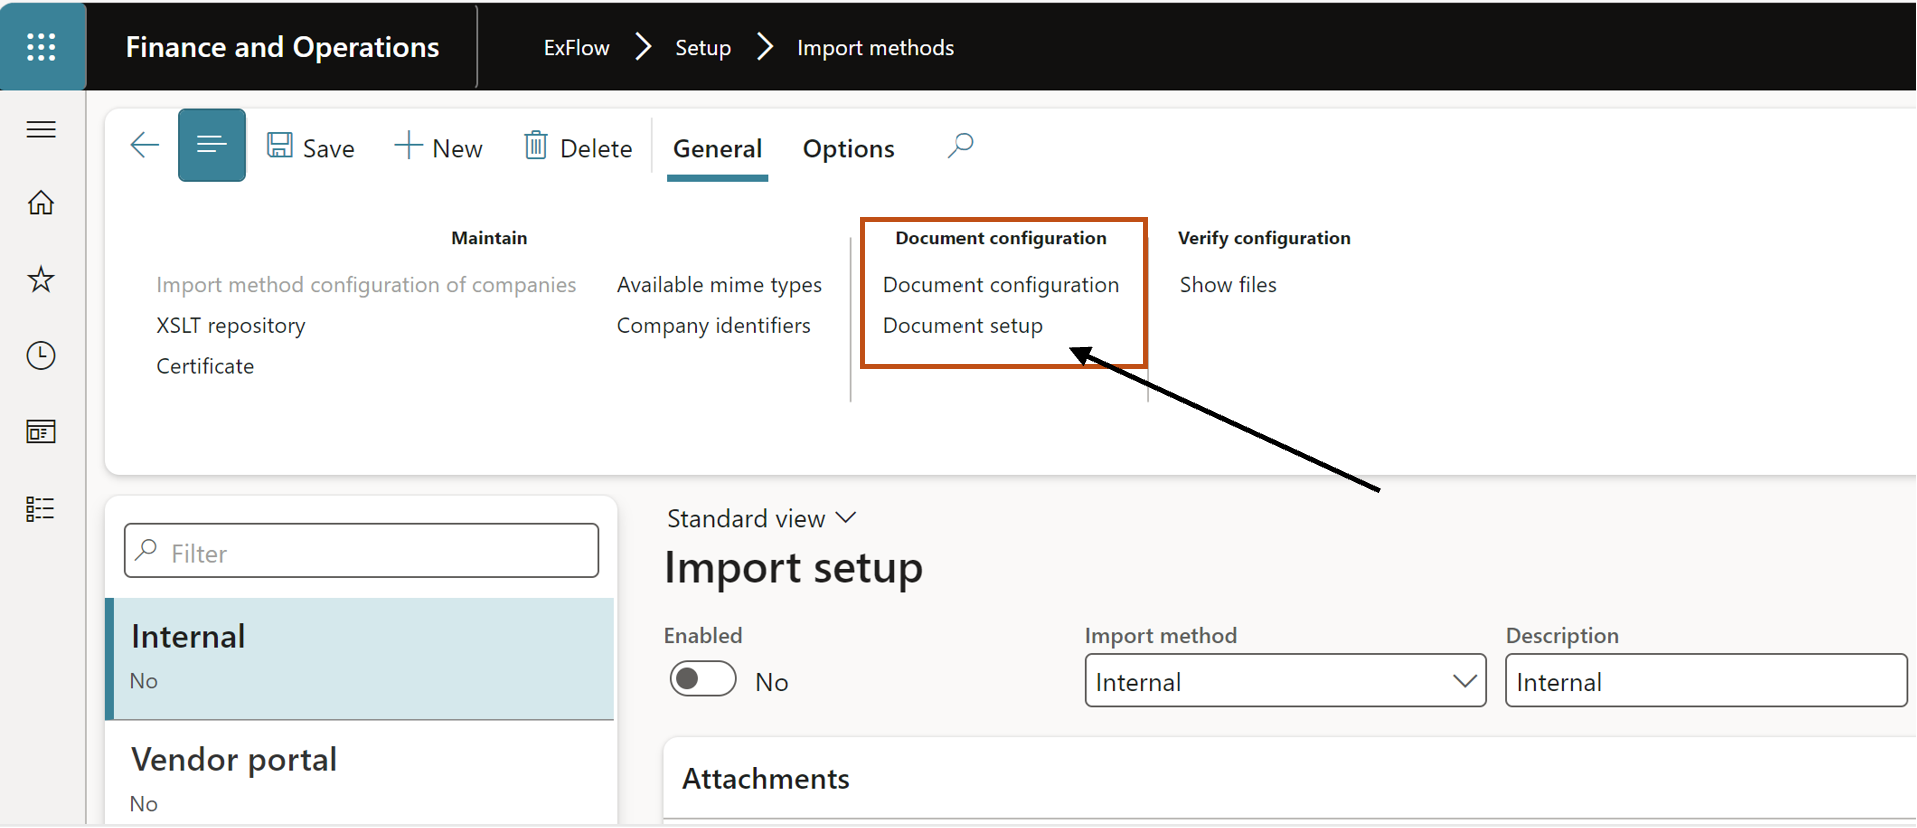 Finance and Operations
ExFlow > Setup > Import methods
Save New Delete General Options
Maintain
Import method configuration of companies
XSLT repository
Certificate
Available mime types
Company identifiers
Document configuration
Document configuration
Document setup
Verify configuration
Show files
Filter
Internal
No
Vendor portal
No
Standard view
Import setup
Enabled
No
Import method
Internal
Description
Internal
Attachments